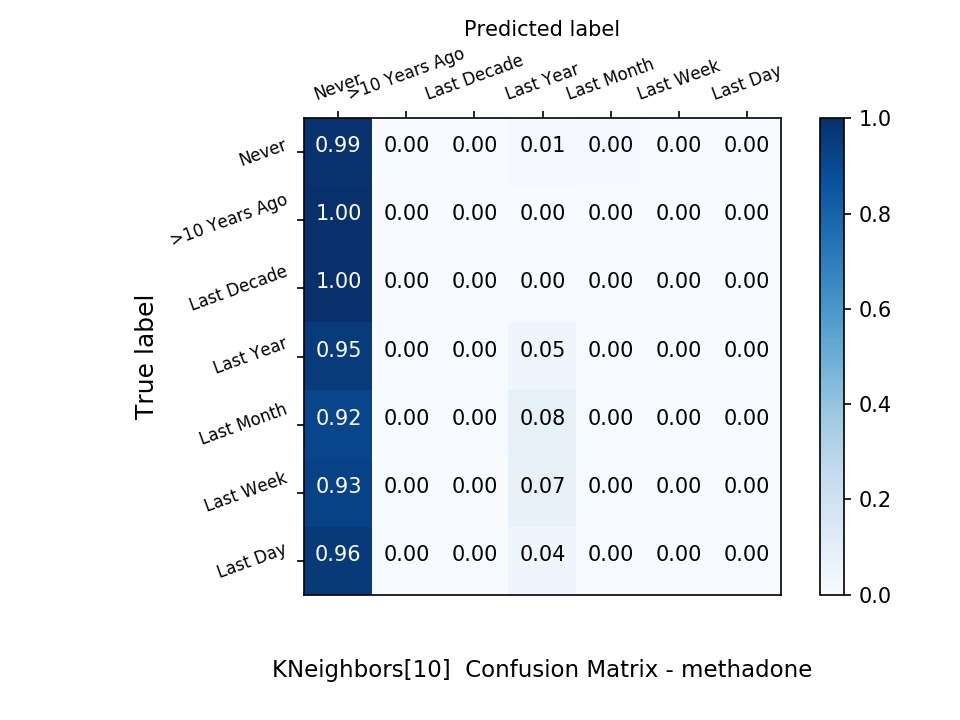 Predicted label
Never >10 Years Ago Last Decade Last Year Last Month Last Week Last Day
True label
Never 0.99 0.00 0.00 0.01 0.00 0.00 0.00
>10 Years Ago 1.00 0.00 0.00 0.00 0.00 0.00 0.00
Last Decade 1.00 0.00 0.00 0.00 0.00 0.00 0.00
Last Year 0.95 0.00 0.00 0.05 0.00 0.00 0.00
Last Month 0.92 0.00 0.00 0.08 0.00 0.00 0.00
Last Week 0.93 0.00 0.00 0.07 0.00 0.00 0.00
Last Day 0.96 0.00 0.00 0.04 0.00 0.00 0.00
1.0
0.8
0.6
0.4
0.2
0.0
KNeighbors[10]  Confusion Matrix - methadone